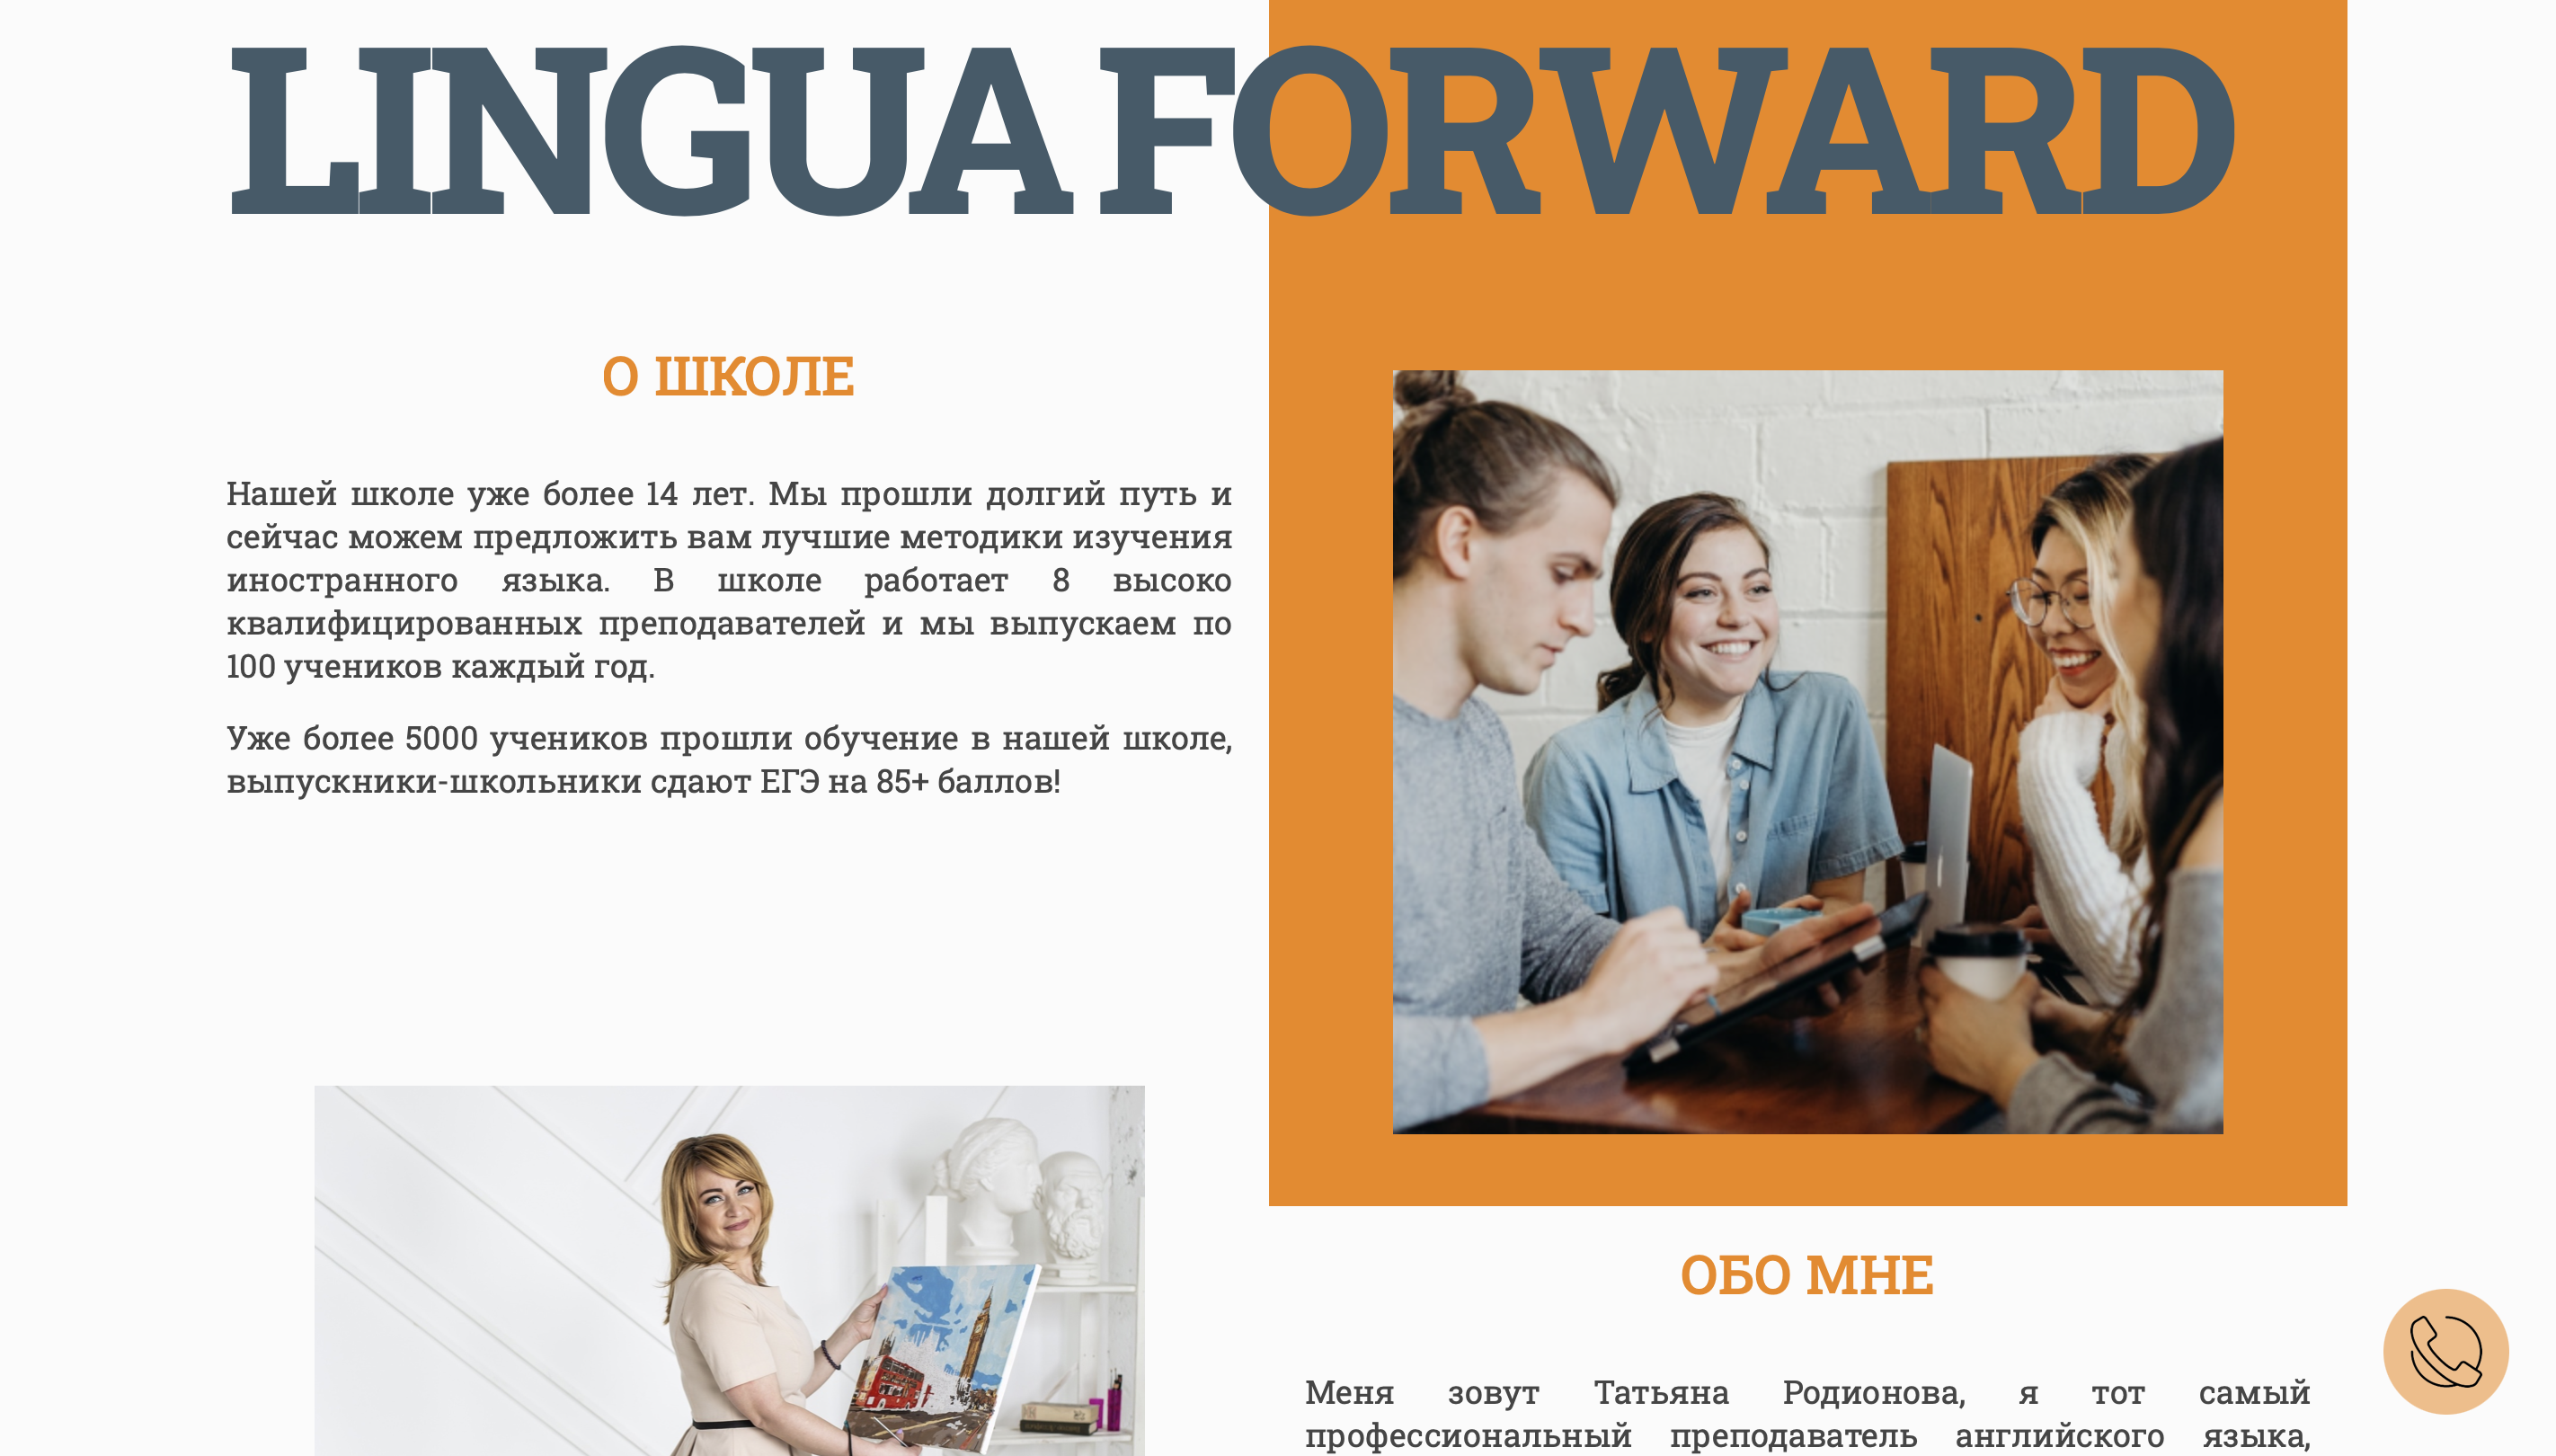 LINGUA FORWARD
О ШКОЛЕ
Нашей школе уже более 14 лет. Мы прошли долгий путь и
сейчас можем предложить вам лучшие методики изучения
иностранного языка. В школе работает 8 высоко
квалифицированных преподавателей и мы выпускаем по
100 учеников каждый год.
Уже более 5000 учеников прошли обучение в нашей школе,
выпускники-школьники сдают ЕГЭ на 85+ баллов!
ОБО МНЕ
Меня зовут Татьяна Родионова, я тот самый
профессиональный преподаватель английского языка,